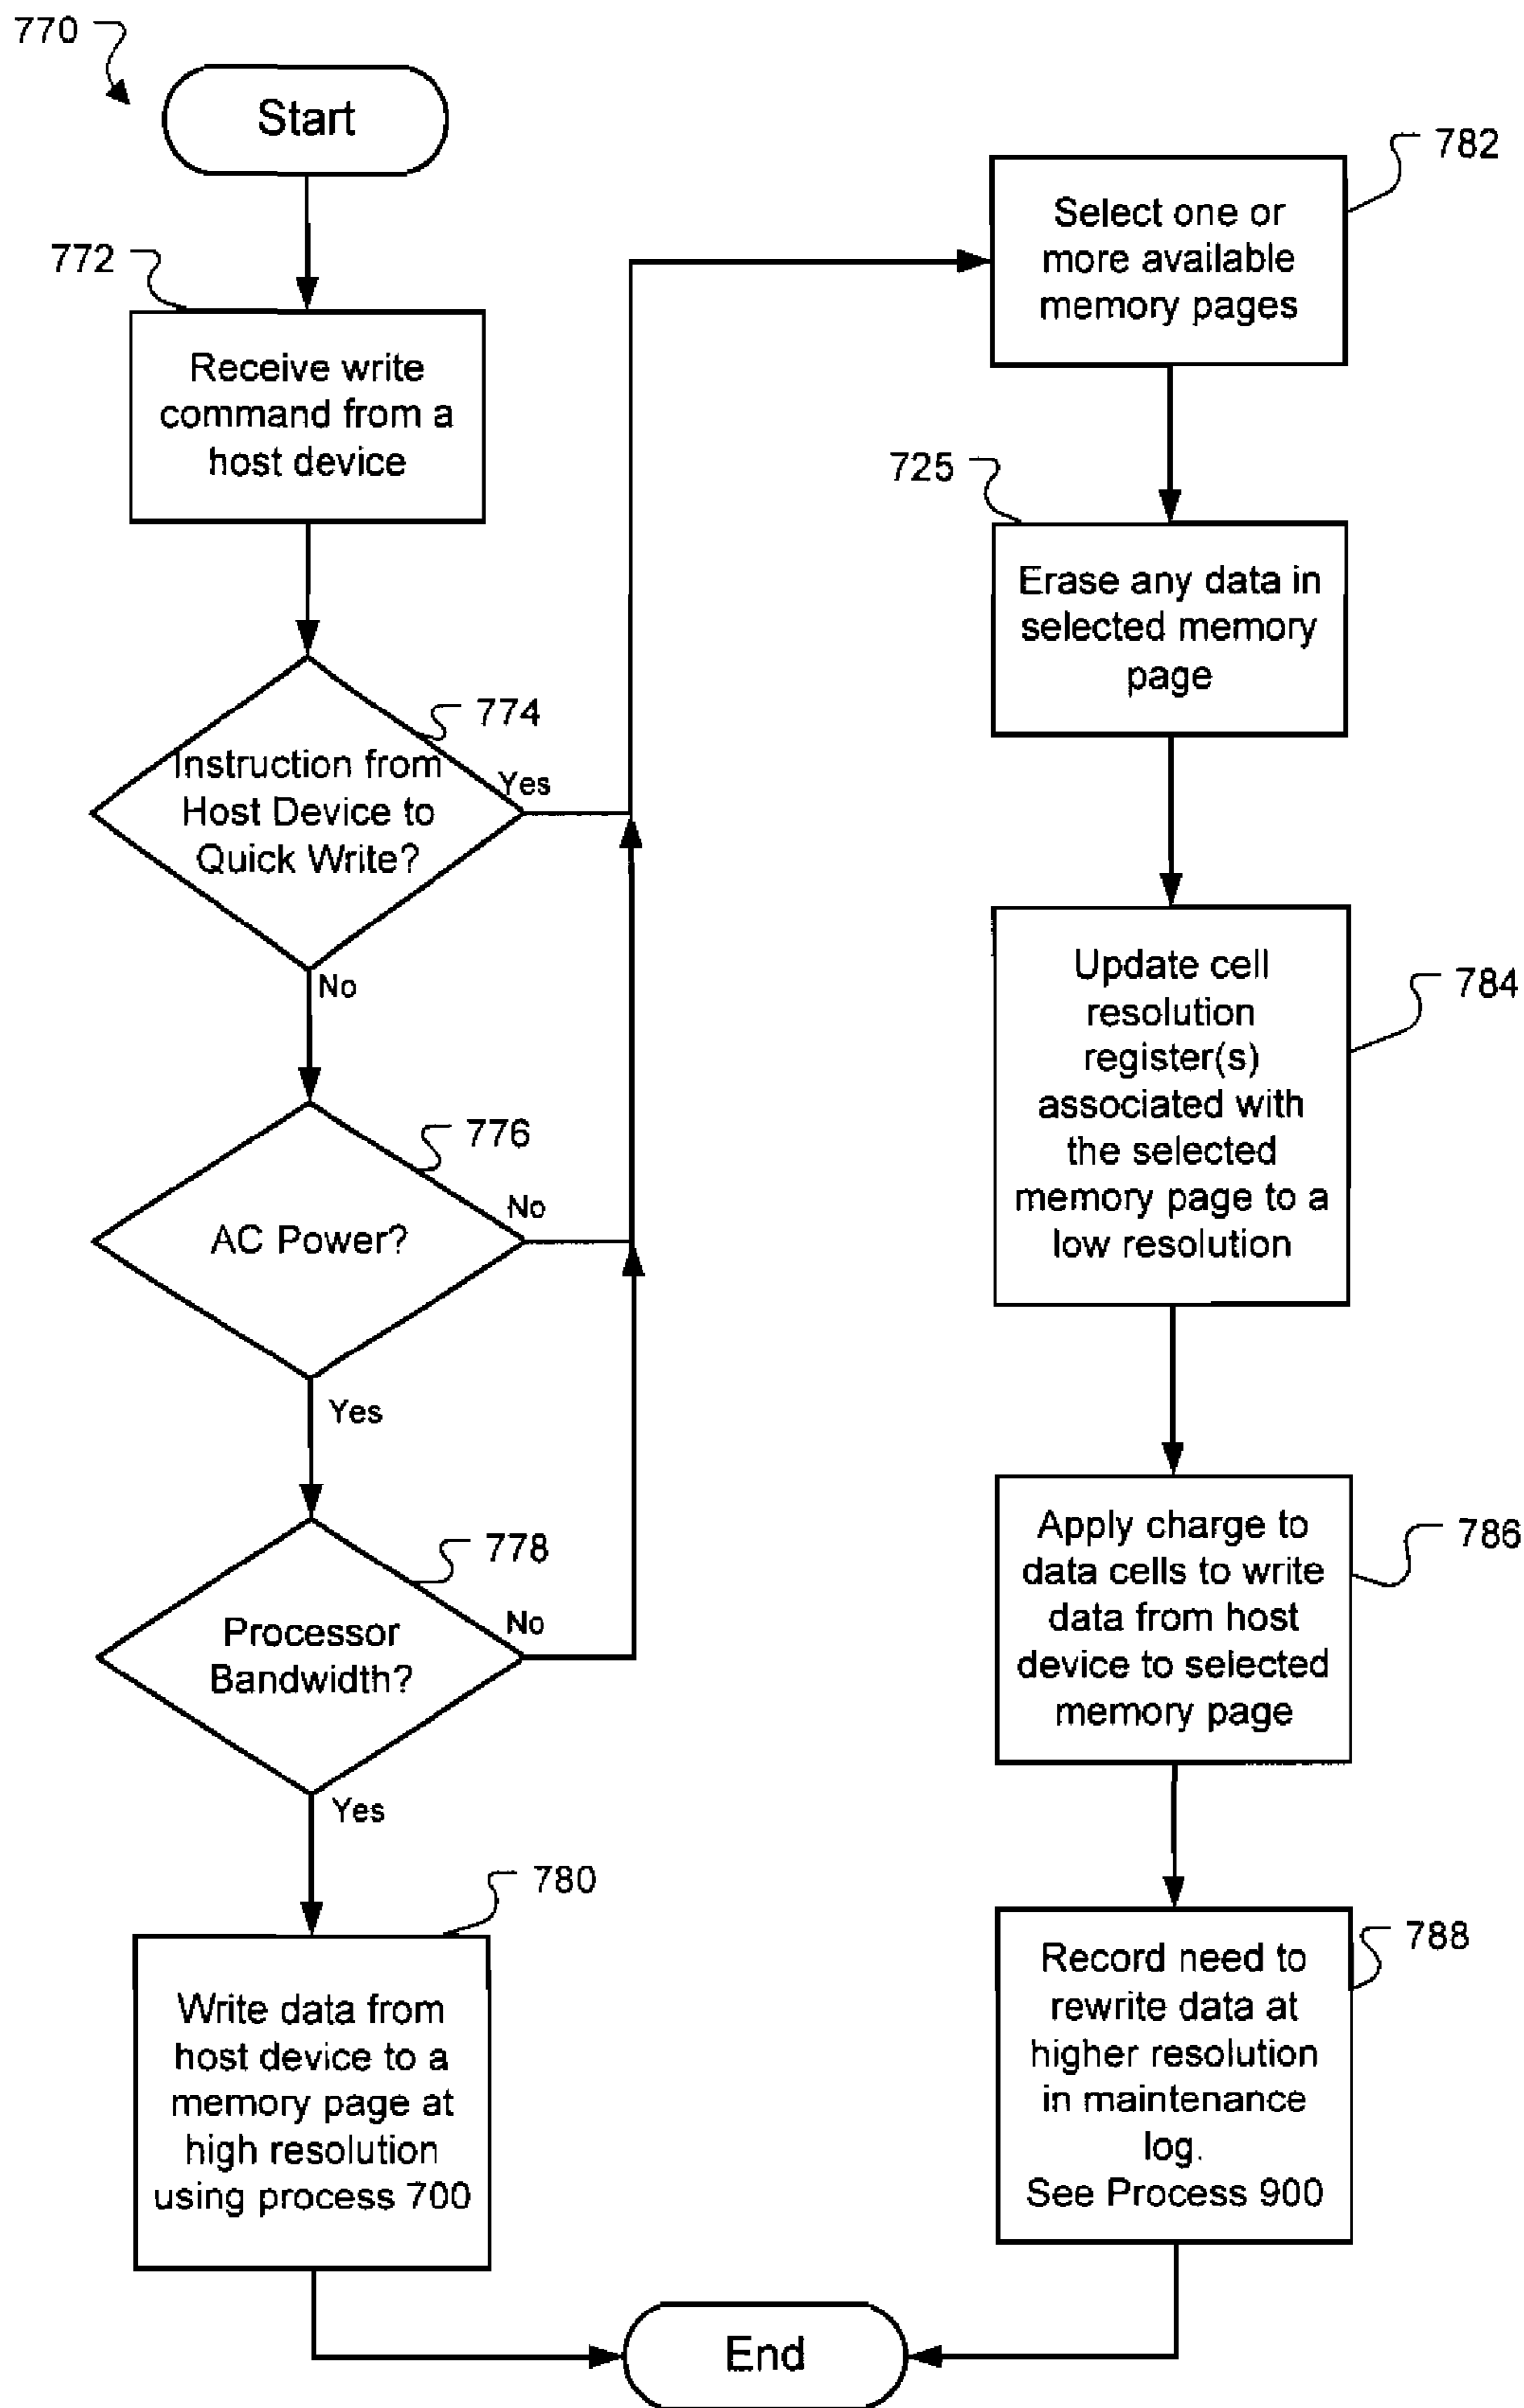 770
Start
772
Receive write
command from a
host device
774
Instruction from
Host Device to
Quick Write?
Yes
No
776
AC Power?
No
Yes
778
Processor
Bandwidth?
No
Yes
780
Write data from
host device to a
memory page at
high resolution
using process 700
782
Select one or
more available
memory pages
725
Erase any data in
selected memory
page
784
Update cell
resolution
register(s)
associated with
the selected
memory page to a
low resolution
786
Apply charge to
data cells to write
data from host
device to selected
memory page
788
Record need to
rewrite data at
higher resolution
in maintenance
log.
See Process 900
End